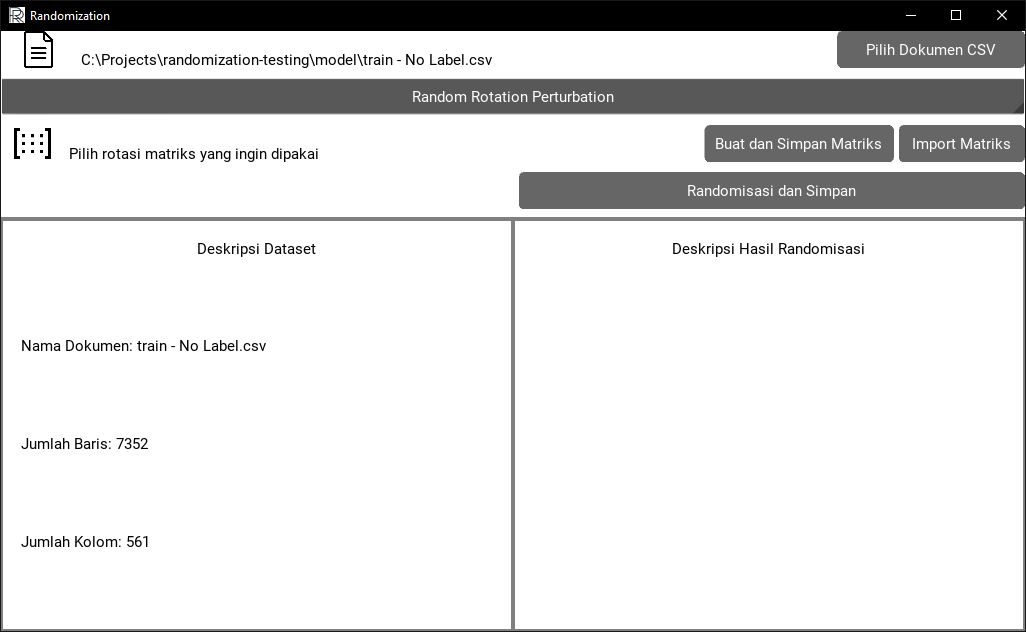 Randomization
C:\Projects\randomization-testing\model\train - No Label.csv
Pilih Dokumen CSV
Random Rotation Perturbation
Pilih rotasi matriks yang ingin dipakai
Buat dan Simpan Matriks
Import Matriks
Randomisasi dan Simpan
Deskripsi Dataset
Nama Dokumen: train - No Label.csv
Jumlah Baris: 7352
Jumlah Kolom: 561
Deskripsi Hasil Randomisasi